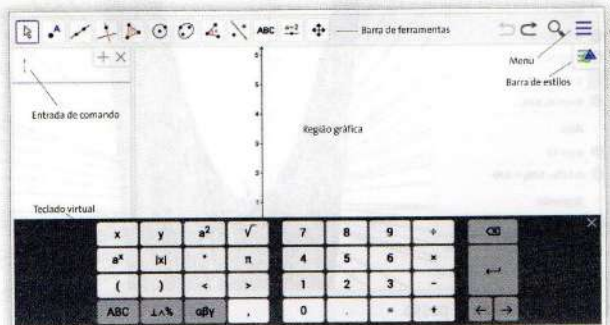 ABC
a=2
Barra de ferramentas
Menu
Barra de estilos
Entrada de comando
Região gráfica
Teclado virtual
x y a² √ 7 8 9 ÷
aˣ |x| ° π 4 5 6 ×
( ) < > 1 2 3 -
ABC ⊥∧% αβγ , 0 . = + ← →